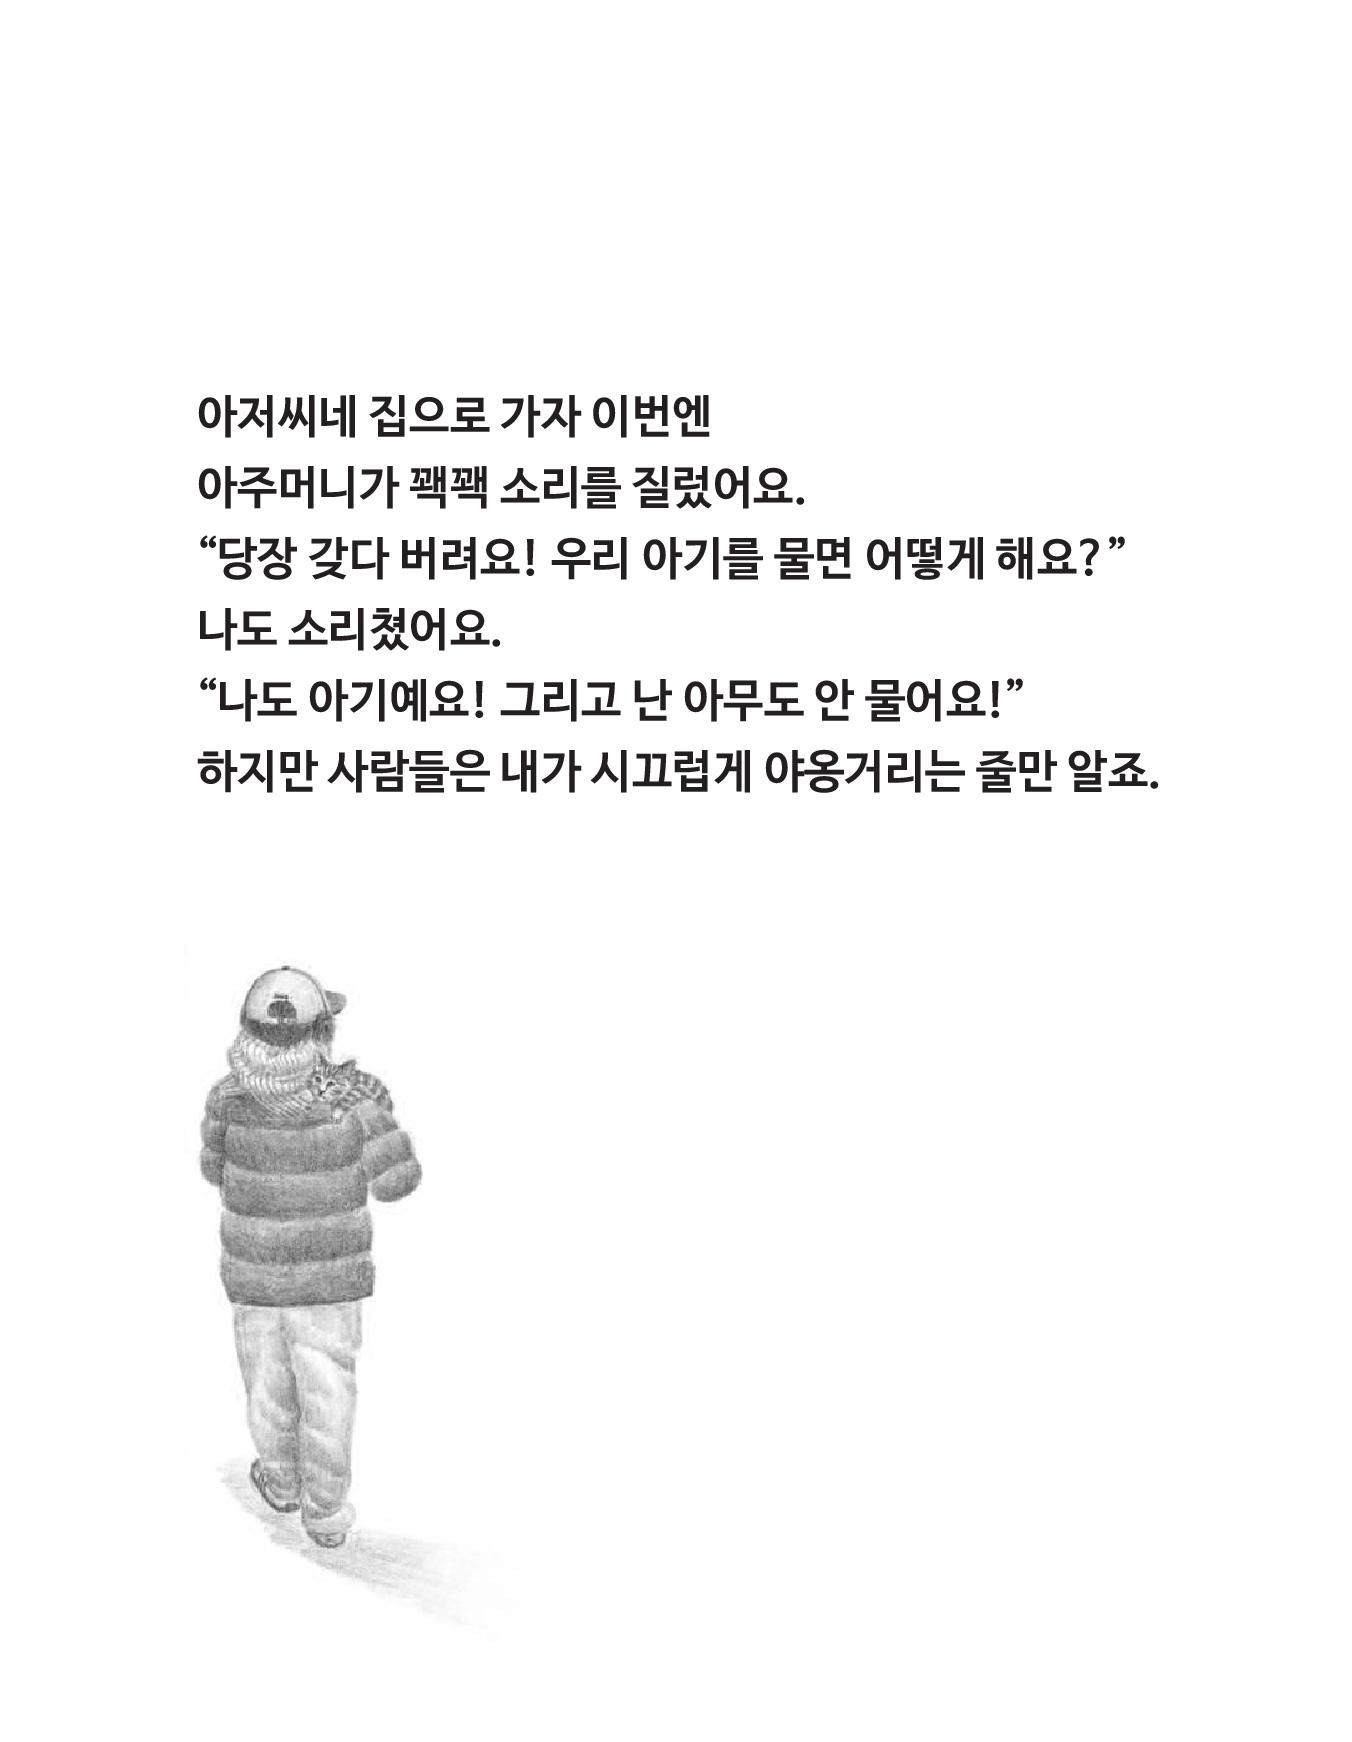 아저씨네 집으로 가자 이번엔
아주머니가 꽥꽥 소리를 질렀어요.
“당장 갖다 버려요! 우리 아기를 물면 어떻게 해요?”
나도 소리쳤어요.
“나도 아기예요! 그리고 난 아무도 안 물어요!”
하지만 사람들은 내가 시끄럽게 야옹거리는 줄만 알죠.